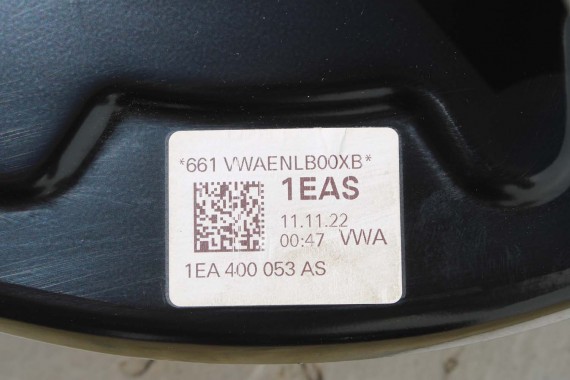 *661 VWAENLB00XB*
1EAS
11.11.22
00:47 VWA
1EA 400 053 AS